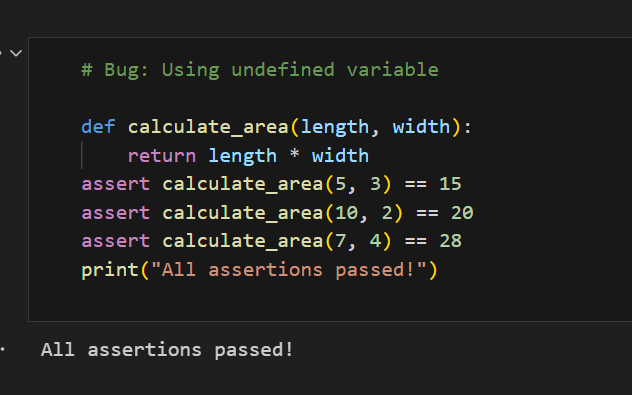 # Bug: Using undefined variable
def calculate_area(length, width):
    return length * width
assert calculate_area(5, 3) == 15
assert calculate_area(10, 2) == 20
assert calculate_area(7, 4) == 28
print("All assertions passed!")
All assertions passed!